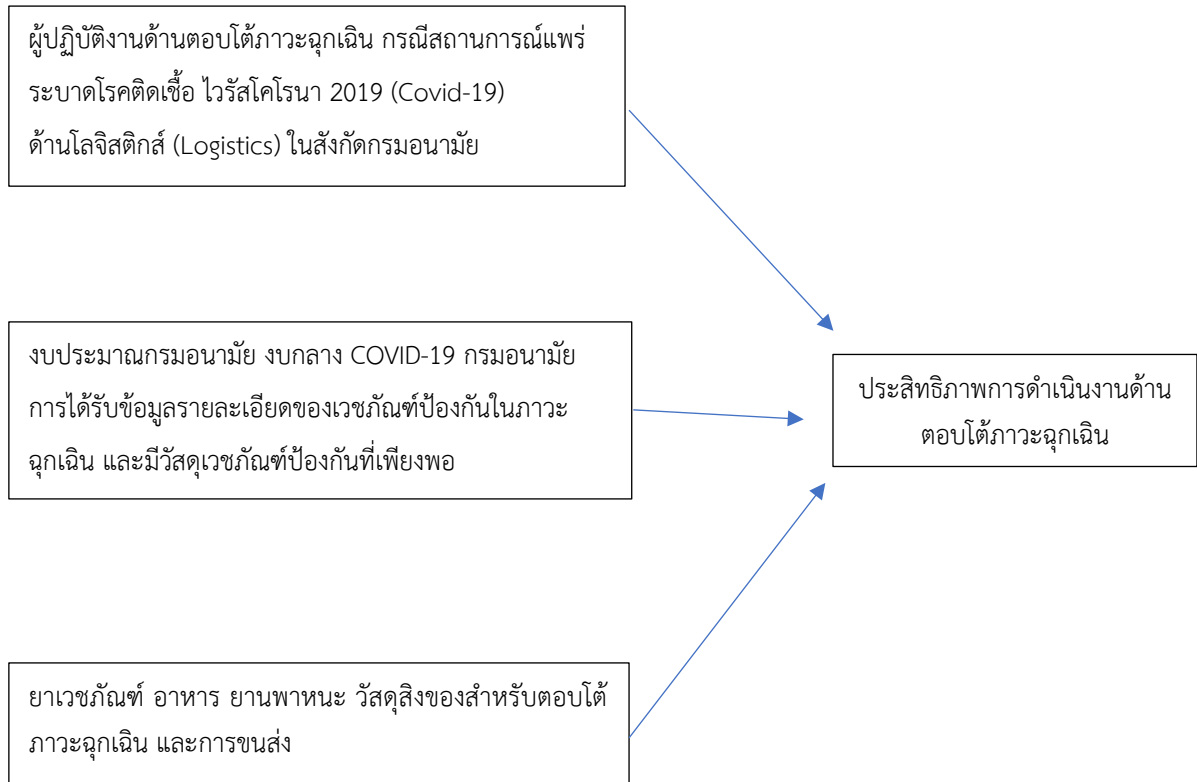 ผู้ปฏิบัติงานด้านตอบโต้ภาวะฉุกเฉิน กรณีสถานการณ์แพร่
ระบาดโรคติดเชื้อ ไวรัสโคโรนา 2019 (Covid-19)
ด้านโลจิสติกส์ (Logistics) ในสังกัดกรมอนามัย
งบประมาณกรมอนามัย งบกลาง COVID-19 กรมอนามัย
การได้รับข้อมูลรายละเอียดของเวชภัณฑ์ป้องกันในภาวะ
ฉุกเฉิน และมีวัสดุเวชภัณฑ์ป้องกันที่เพียงพอ
ประสิทธิภาพการดำเนินงานด้าน
ตอบโต้ภาวะฉุกเฉิน
ยาเวชภัณฑ์ อาหาร ยานพาหนะ วัสดุสิ่งของสำหรับตอบโต้
ภาวะฉุกเฉิน และการขนส่ง